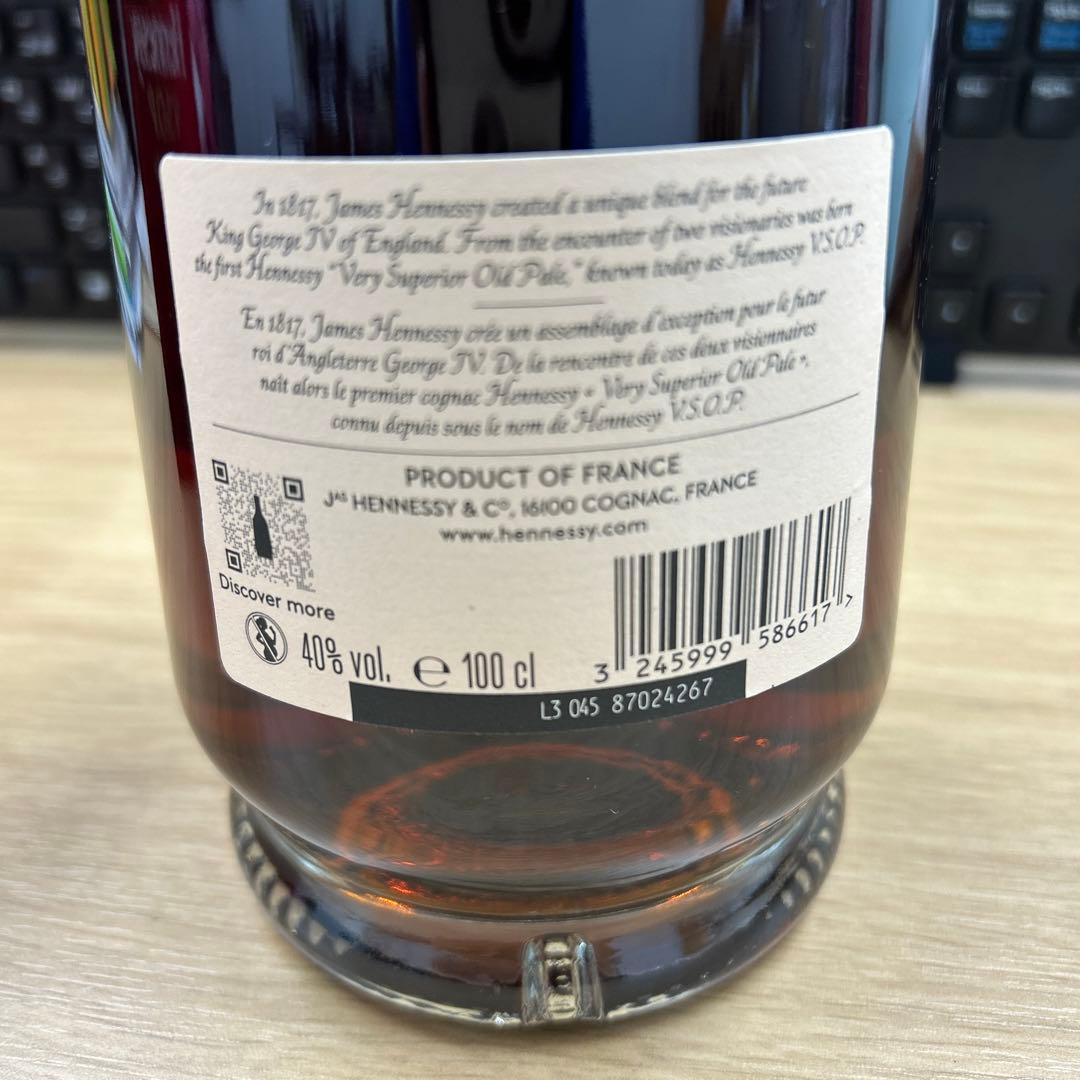 In 1817, James Hennessy created a unique blend for the future
King George IV of England. From the encounter of two visionaries was born
the first Hennessy "Very Superior Old Pale," known today as Hennessy V.S.O.P.
En 1817, James Hennessy crée un assemblage d'exception pour le futur
roi d'Angleterre George IV. De la rencontre de ces deux visionnaires
naît alors le premier cognac Hennessy « Very Superior Old Pale »,
connu depuis sous le nom de Hennessy V.S.O.P.
PRODUCT OF FRANCE
JAS HENNESSY & CO, 16100 COGNAC, FRANCE
www.hennessy.com
Discover more
40% vol. e 100 cl
3 245999 586617 >
L3 045 87024267